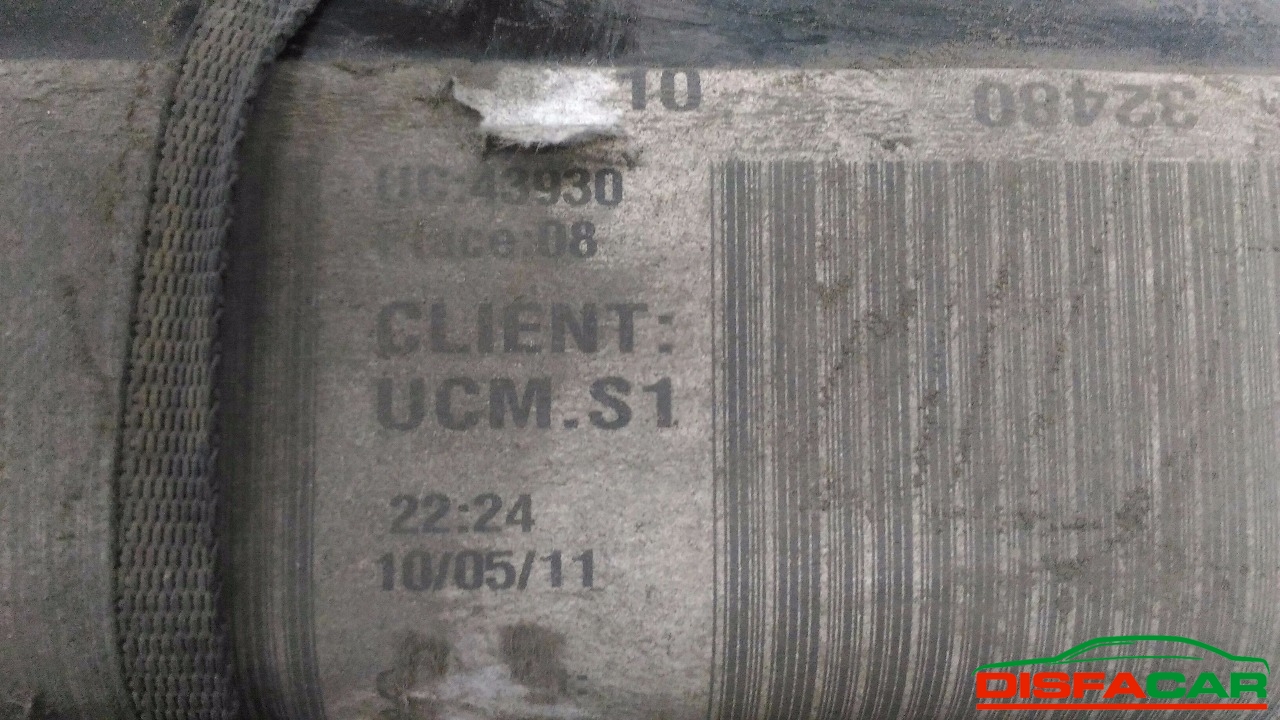 10
32480
UC:43930
Place:08
CLIENT:
UCM.S1
22:24
10/05/11
DISFACAR